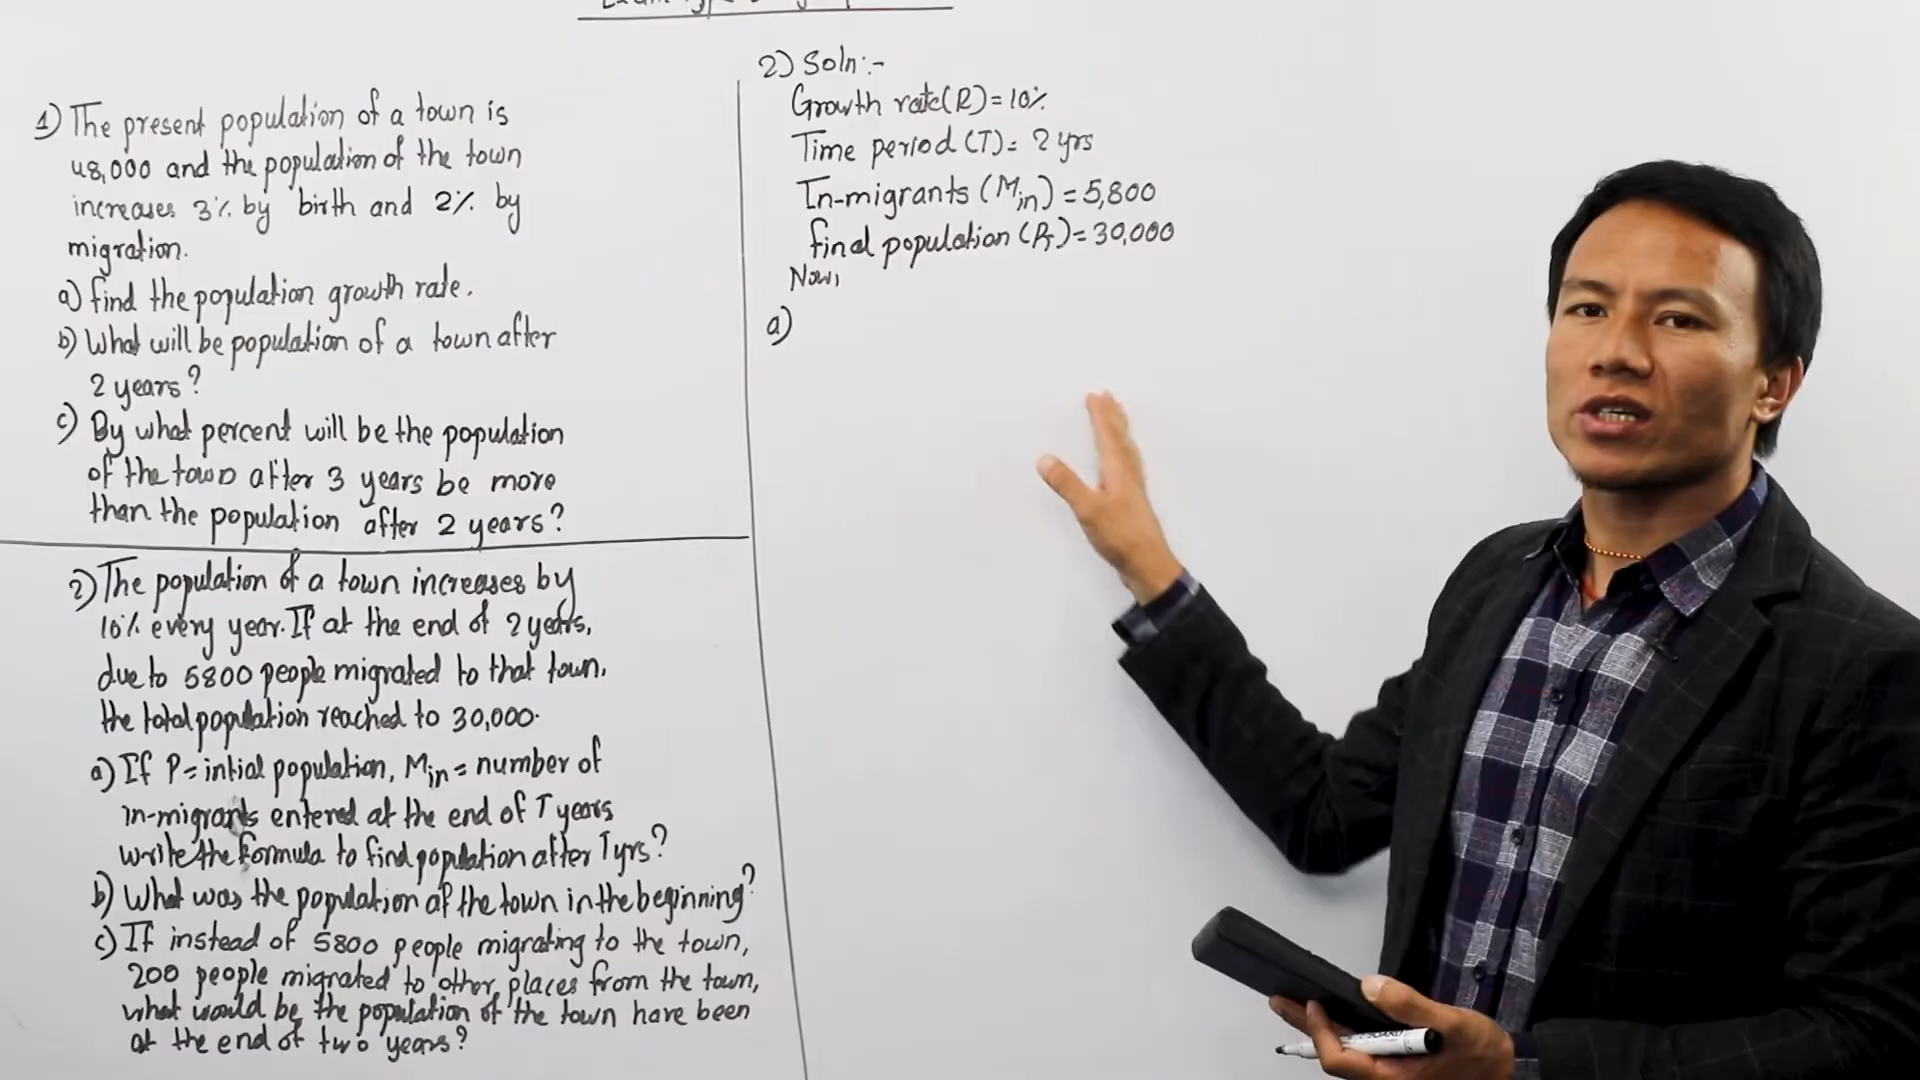 1) The present population of a town is
48,000 and the population of the town
increases 3% by birth and 2% by
migration.
a) find the population growth rate.
b) What will be population of a town after
2 years?
c) By what percent will be the population
of the town after 3 years be more
than the population after 2 years?
2) The population of a town increases by
10% every year. If at the end of 2 years,
due to 5800 people migrated to that town,
the total population reached to 30,000.
a) If P = intial population, Min = number of
in-migrants entered at the end of T years
write the formula to find population after T yrs?
b) What was the population of the town in the beginning?
c) If instead of 5800 people migrating to the town,
200 people migrated to other places from the town,
what would be the population of the town have been
at the end of two years?
2) Soln:-
Growth rate(R) = 10%
Time period (T) = 2 yrs
In-migrants (Min) = 5,800
final population (PT) = 30,000
Now,
a)